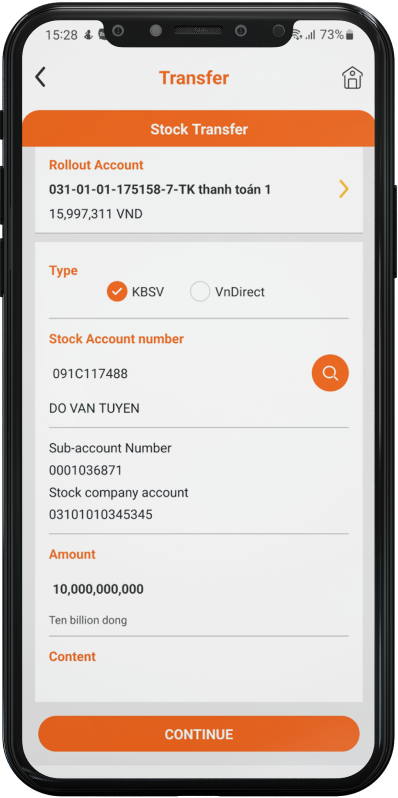 15:28
73%
Transfer
Stock Transfer
Rollout Account
031-01-01-175158-7-TK thanh toán 1
15,997,311 VND
Type
KBSV
VnDirect
Stock Account number
091C117488
DO VAN TUYEN
Sub-account Number
0001036871
Stock company account
03101010345345
Amount
10,000,000,000
Ten billion dong
Content
CONTINUE